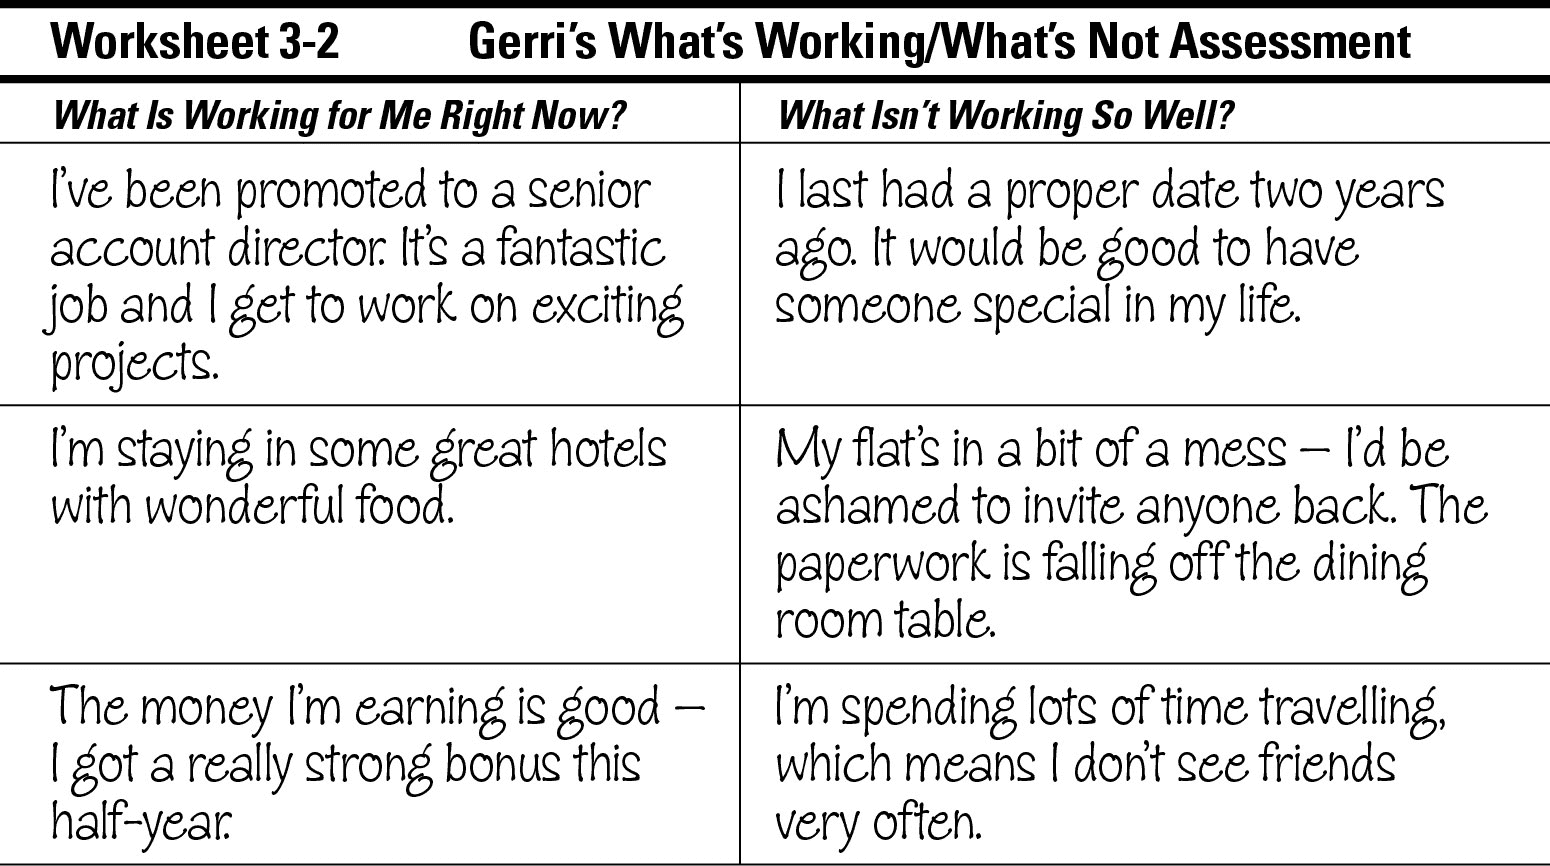 Worksheet 3-2 Gerri's What's Working/What's Not Assessment
What Is Working for Me Right Now?
What Isn't Working So Well?
I've been promoted to a senior
account director. It's a fantastic
job and I get to work on exciting
projects.
I last had a proper date two years
ago. It would be good to have
someone special in my life.
I'm staying in some great hotels
with wonderful food.
My flat's in a bit of a mess – I'd be
ashamed to invite anyone back. The
paperwork is falling off the dining
room table.
The money I'm earning is good –
I got a really strong bonus this
half-year.
I'm spending lots of time travelling,
which means I don't see friends
very often.